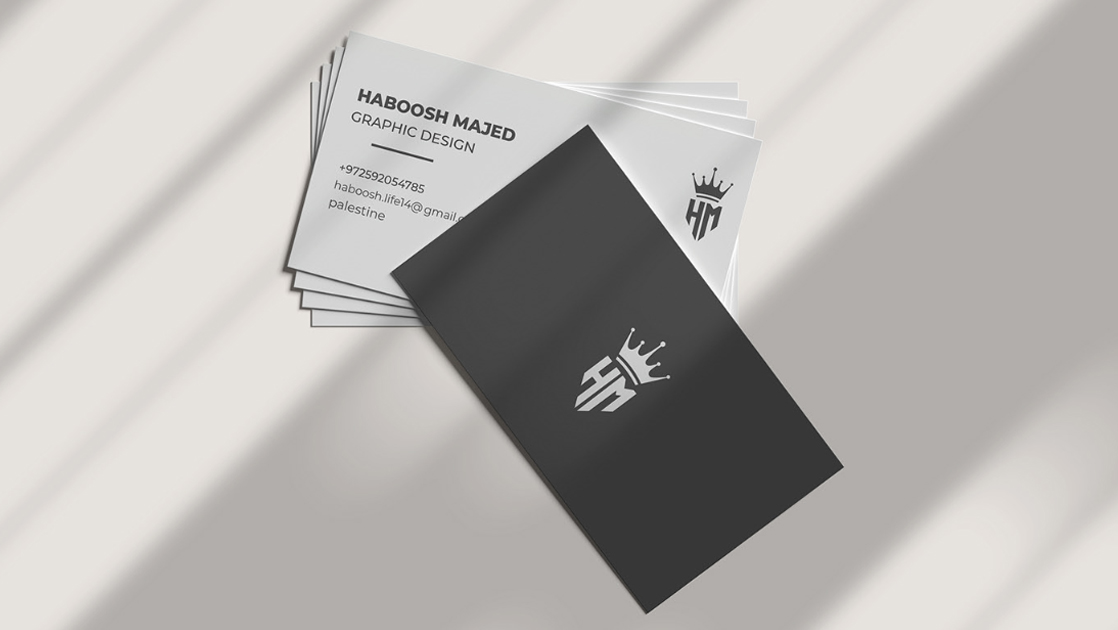 HABOOSH MAJED
GRAPHIC DESIGN
+972592054785
haboosh.life14@gmail.c
palestine
HM
HM